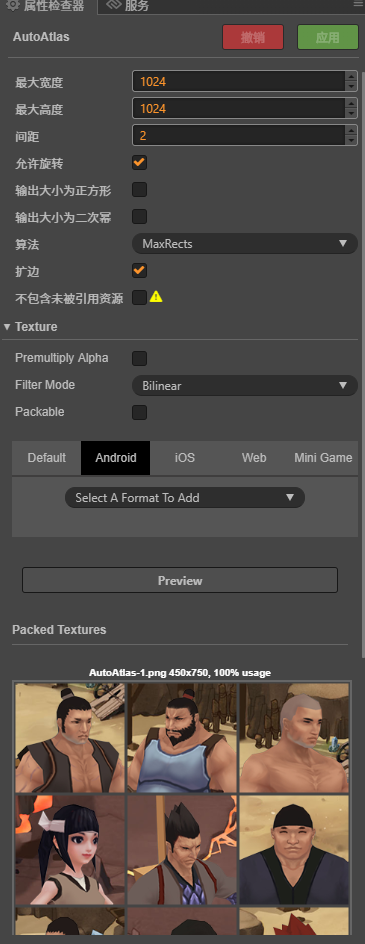 属性检查器 服务
AutoAtlas 撤销 应用
最大宽度 1024
最大高度 1024
间距 2
允许旋转
输出大小为正方形
输出大小为二次幂
算法 MaxRects
扩边
不包含未被引用资源
Texture
Premultiply Alpha
Filter Mode Bilinear
Packable
Default Android iOS Web Mini Game
Select A Format To Add
Preview
Packed Textures
AutoAtlas-1.png 450x750, 100% usage